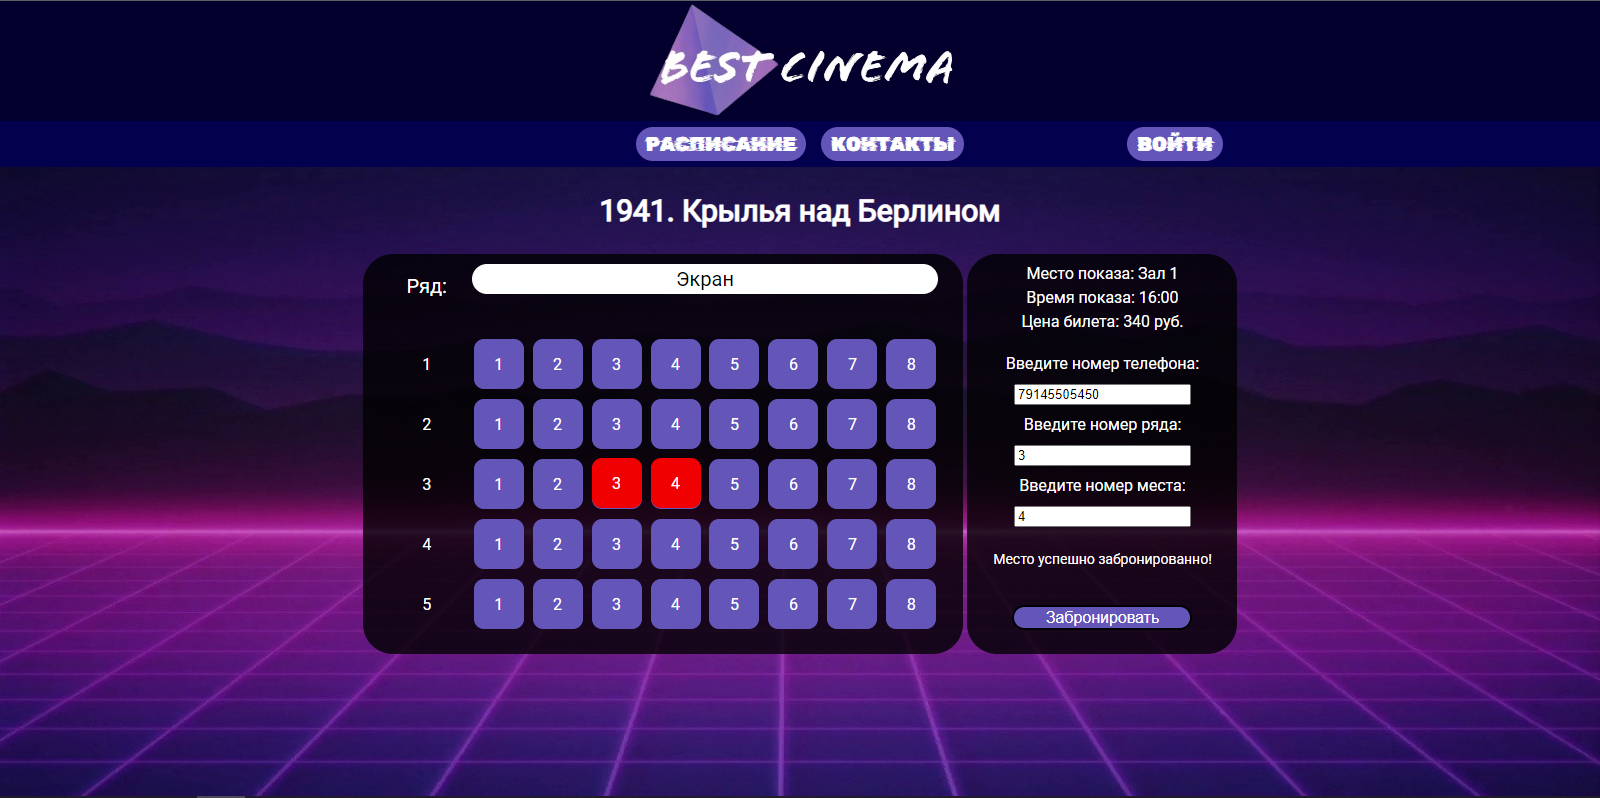 BEST CINEMA
РАСПИСАНИЕ КОНТАКТЫ ВОЙТИ
1941. Крылья над Берлином
Ряд: Экран
1 1 2 3 4 5 6 7 8
2 1 2 3 4 5 6 7 8
3 1 2 3 4 5 6 7 8
4 1 2 3 4 5 6 7 8
5 1 2 3 4 5 6 7 8
Место показа: Зал 1
Время показа: 16:00
Цена билета: 340 руб.
Введите номер телефона:
79145505450
Введите номер ряда:
3
Введите номер места:
4
Место успешно забронированно!
Забронировать